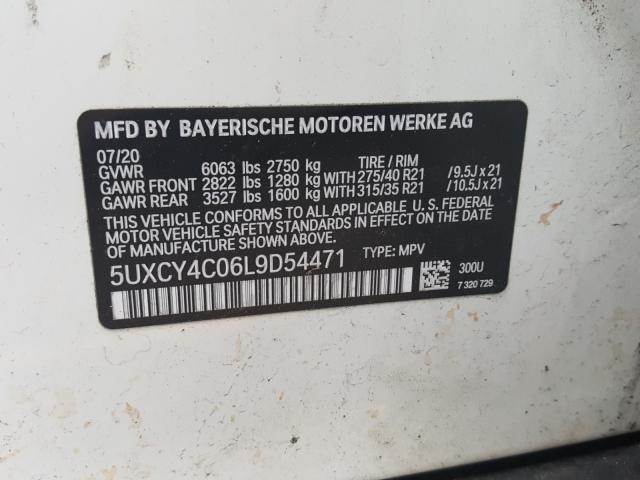 MFD BY BAYERISCHE MOTOREN WERKE AG
07/20
GVWR 6063 lbs 2750 kg TIRE / RIM
GAWR FRONT 2822 lbs 1280 kg WITH 275/40 R21 /9.5J x 21
GAWR REAR 3527 lbs 1600 kg WITH 315/35 R21 /10.5J x 21
THIS VEHICLE CONFORMS TO ALL APPLICABLE U. S. FEDERAL
MOTOR VEHICLE SAFETY STANDARDS IN EFFECT ON THE DATE
OF MANUFACTURE SHOWN ABOVE.
5UXCY4C06L9D54471 TYPE: MPV
300U
7 320 729